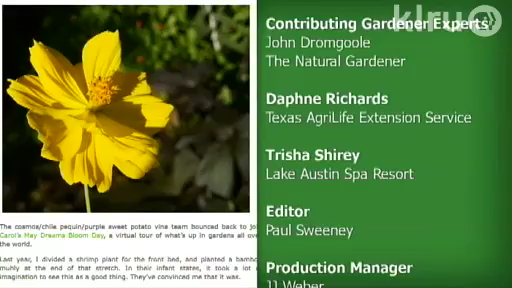 klru
Contributing Gardener Experts
John Dromgoole
The Natural Gardener
Daphne Richards
Texas AgriLife Extension Service
Trisha Shirey
Lake Austin Spa Resort
Editor
Paul Sweeney
Production Manager
JJ Weber
The cosmos/chile pequin/purple sweet potato vine team bounced back to
Carol's May Dreams Bloom Day, a virtual tour of what's up in gardens all
the world.
Last year, I divided a shrimp plant for the front bed, and planted a
muhly at the end of that stretch. In their infant states, it took a lot
imagination to see this as a good thing. They've convinced me that it was.